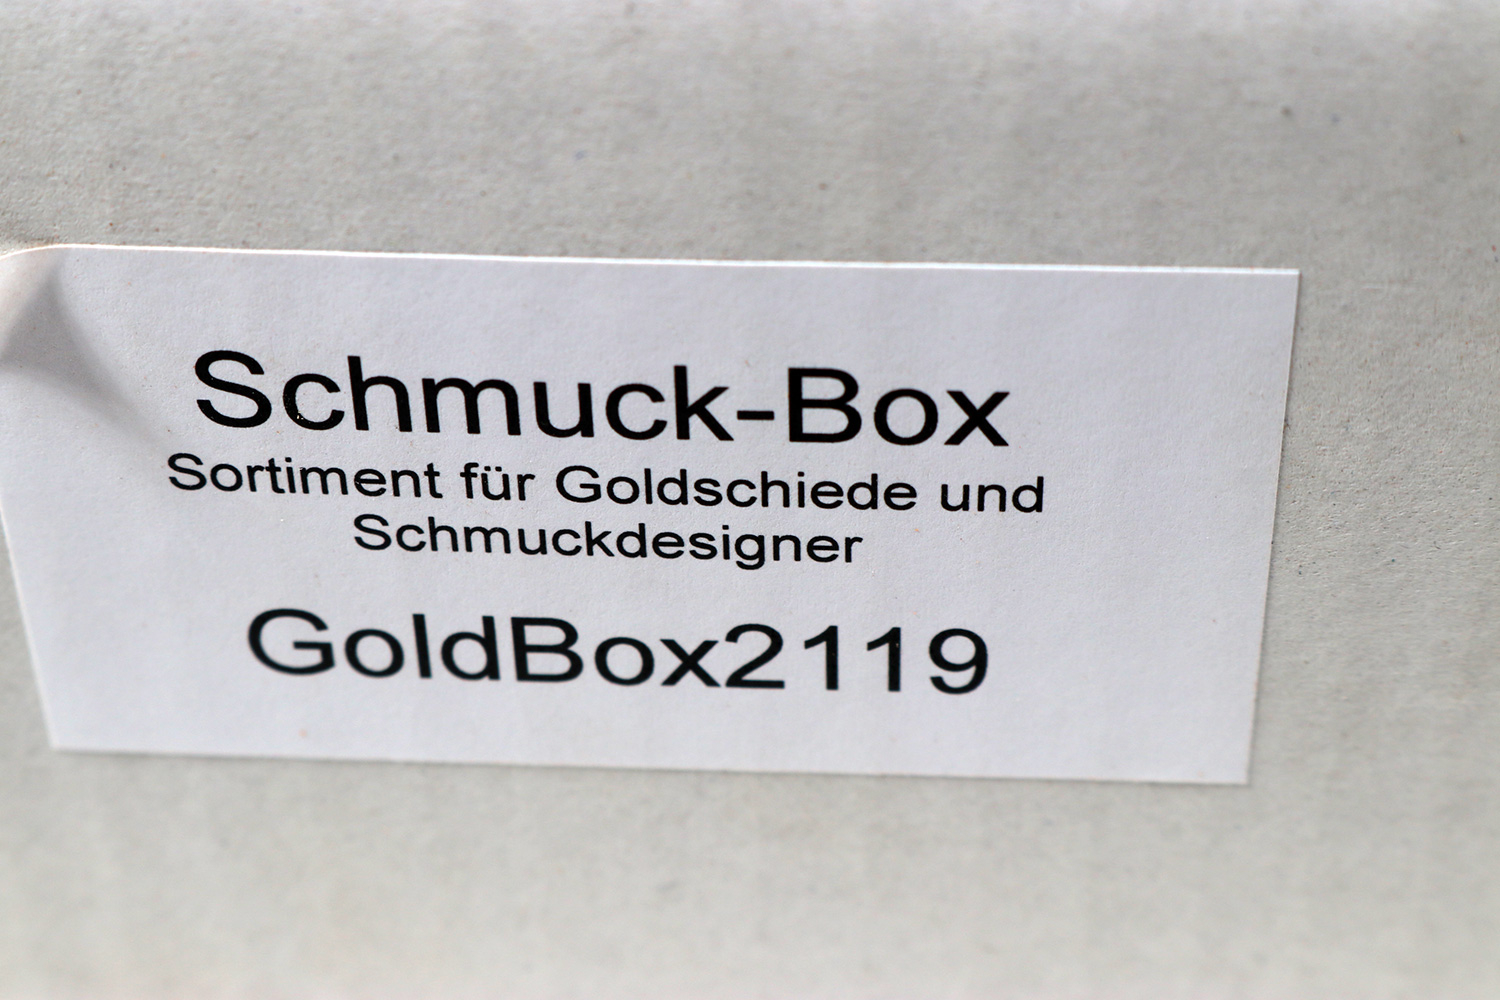 Schmuck-Box
Sortiment für Goldschiede und
Schmuckdesigner
GoldBox2119